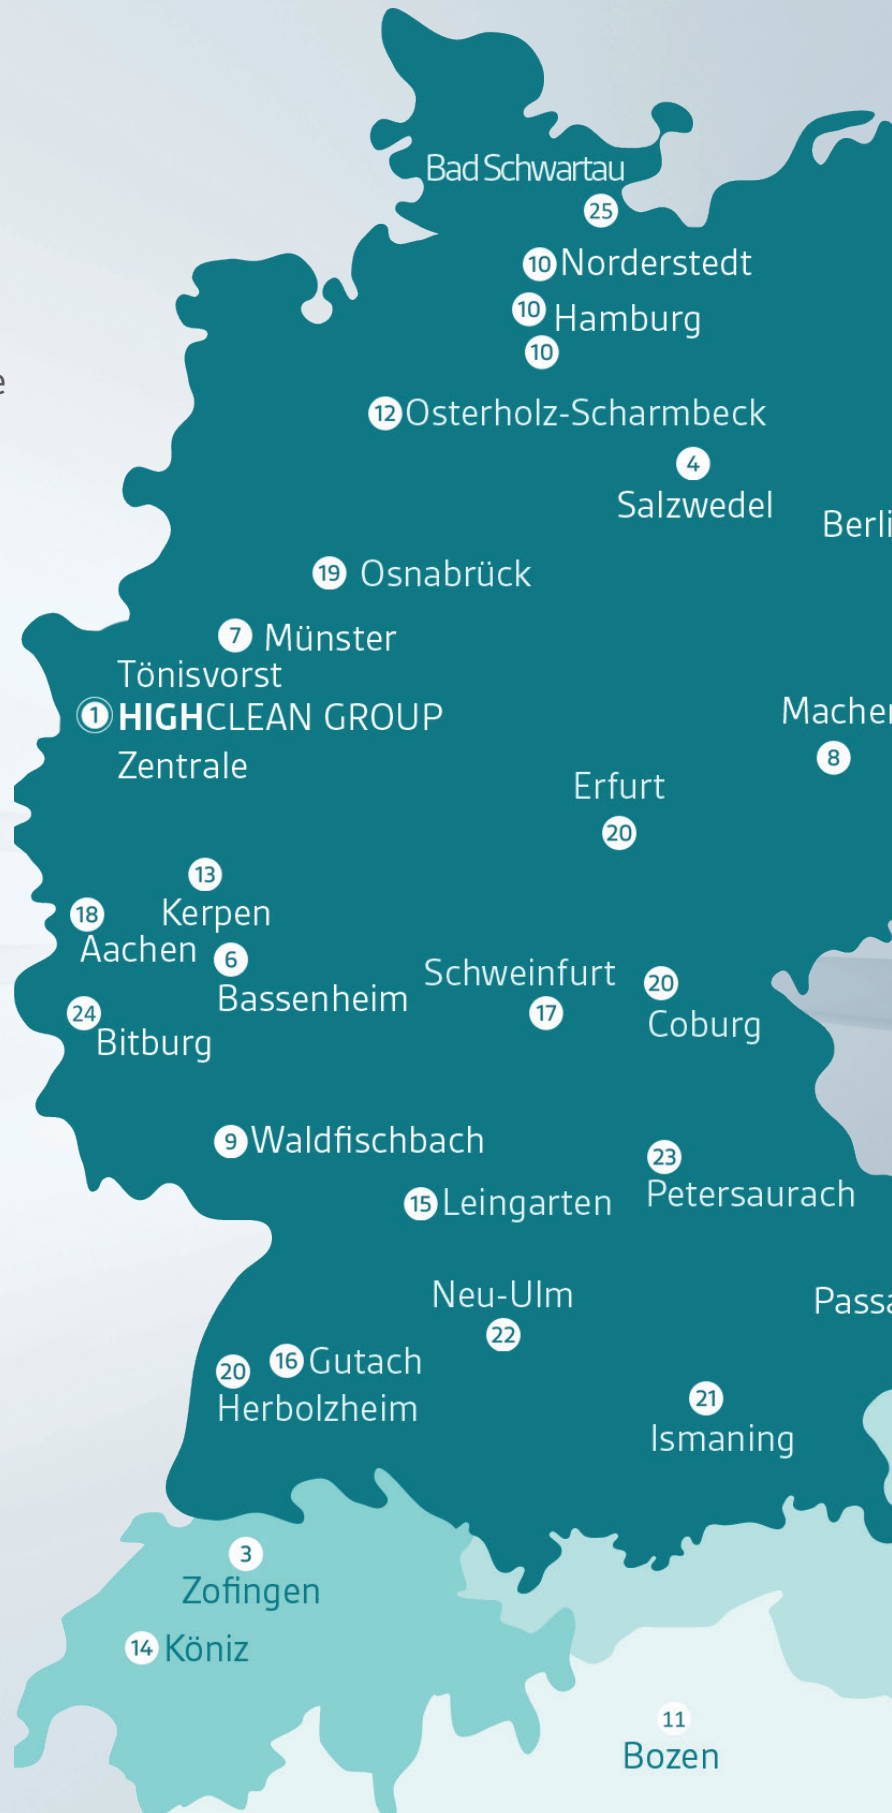 Bad Schwartau
25
10 Norderstedt
10 Hamburg
10
e
12 Osterholz-Scharmbeck
4
Salzwedel
Berli
19 Osnabrück
7 Münster
Tönisvorst
1 HIGHCLEAN GROUP
Zentrale
Macher
8
Erfurt
20
13
Kerpen
18
Aachen
6
Bassenheim
Schweinfurt
17
20
Coburg
24
Bitburg
9 Waldfischbach
23
Petersaurach
15 Leingarten
Neu-Ulm
22
Passa
16 Gutach
20
Herbolzheim
21
Ismaning
3
Zofingen
14 Köniz
11
Bozen